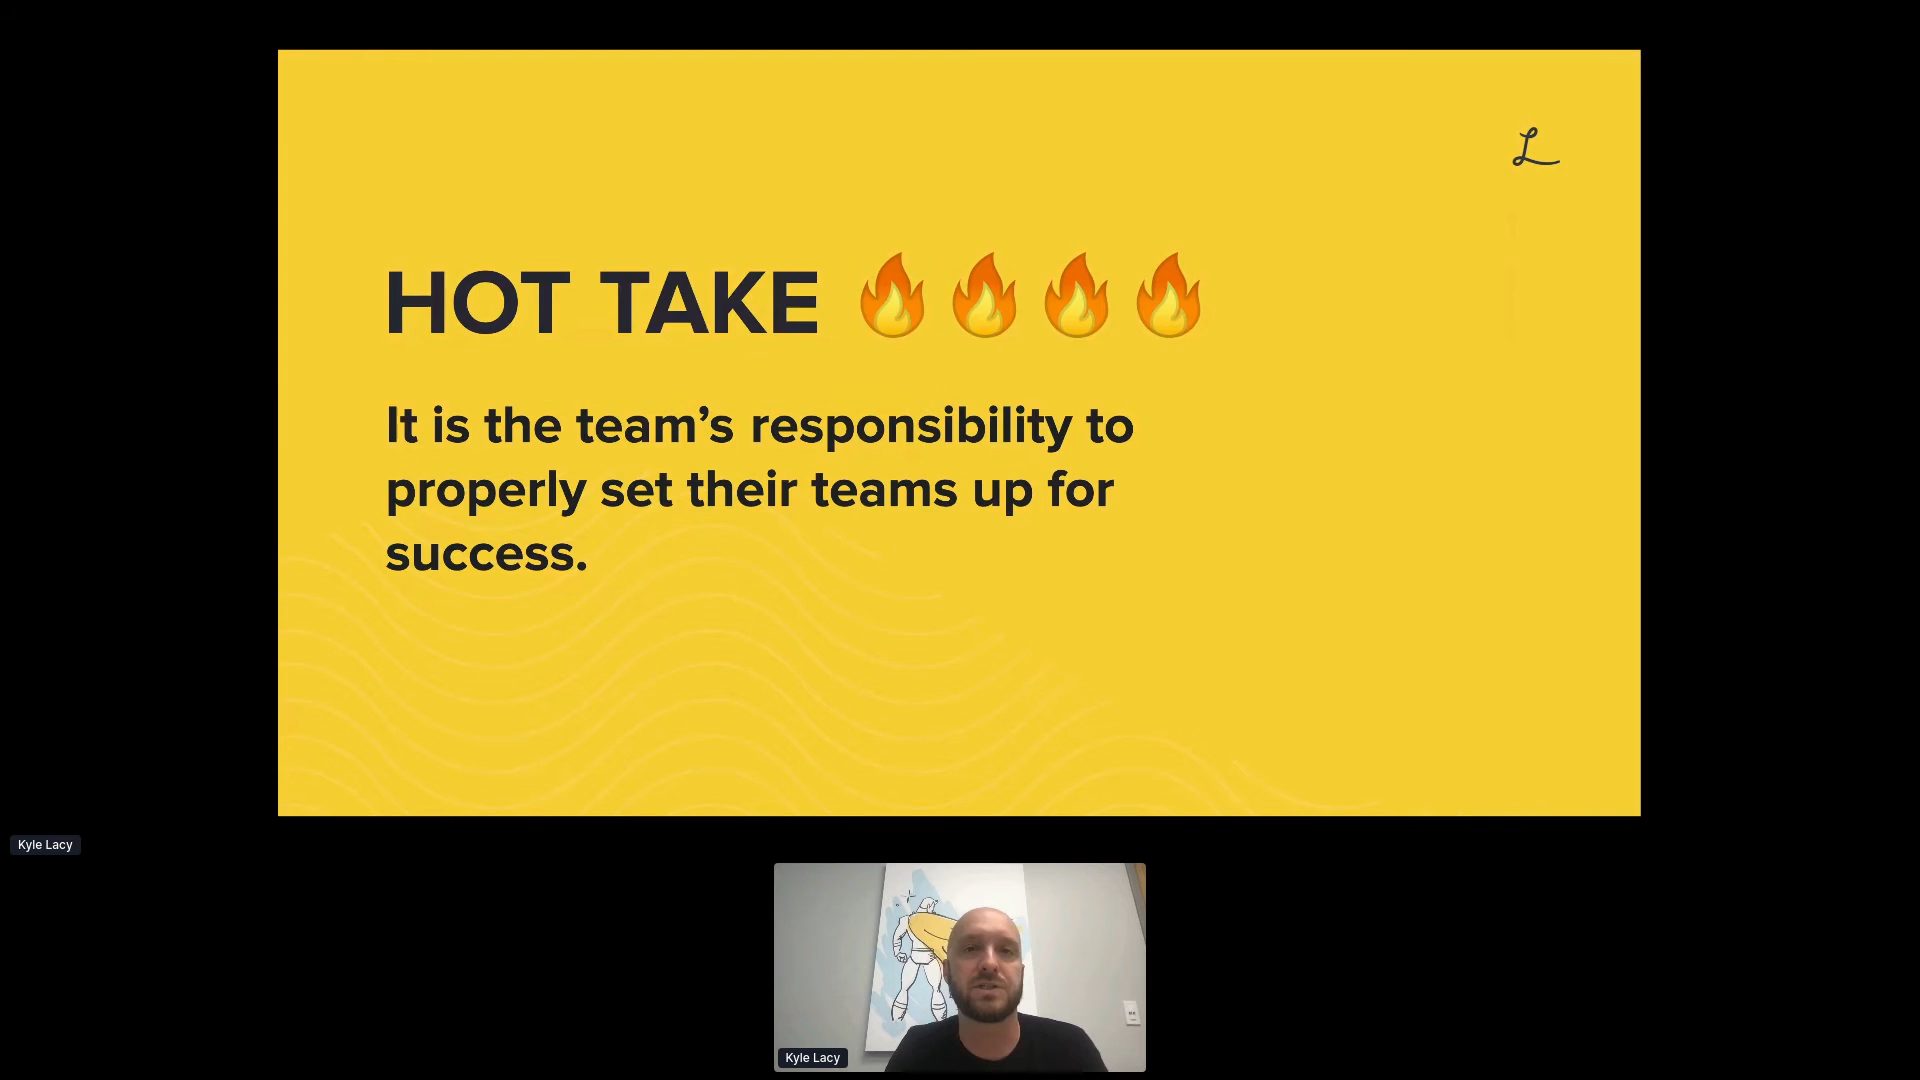 HOT TAKE 🔥🔥🔥🔥
It is the team’s responsibility to
properly set their teams up for
success.
L
Kyle Lacy
Kyle Lacy